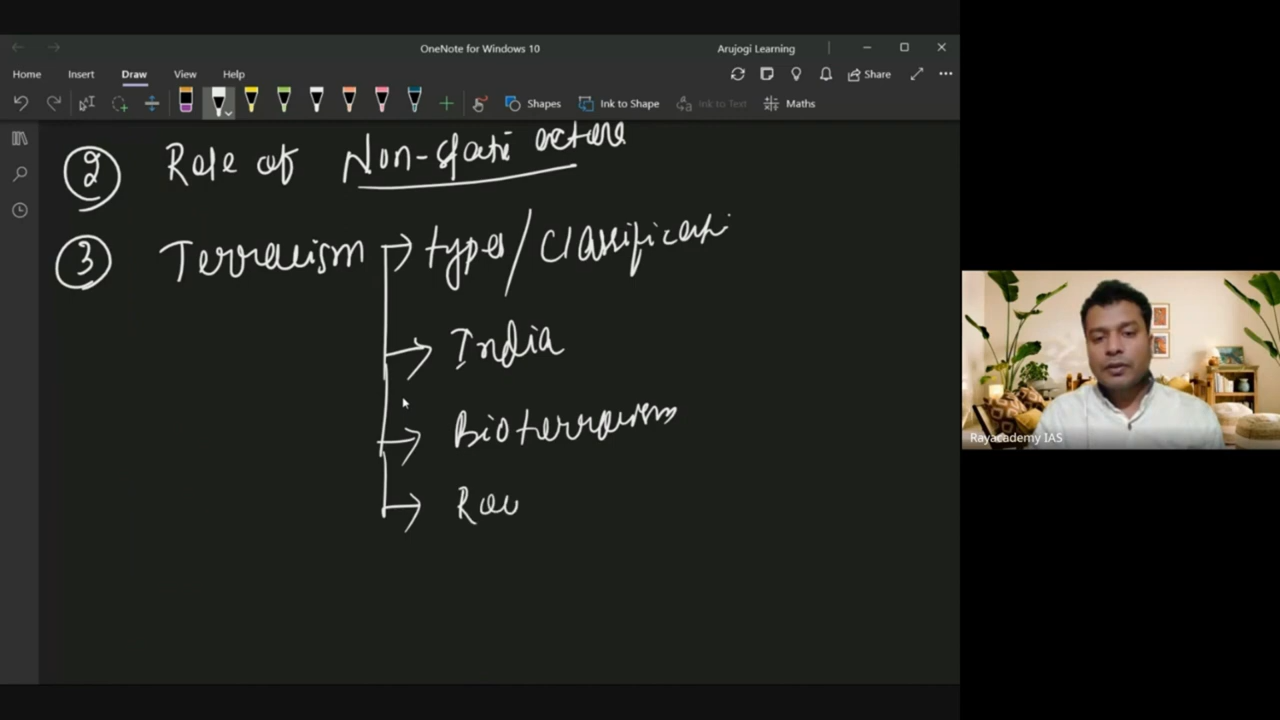 OneNote for Windows 10
Arujogi Learning
Home Insert Draw View Help
Share
Shapes Ink to Shape Ink to Text Maths
2 Role of Non-state actors
3 Terrorism types/Classificati
India
Bioterrorism
Rayacademy IAS